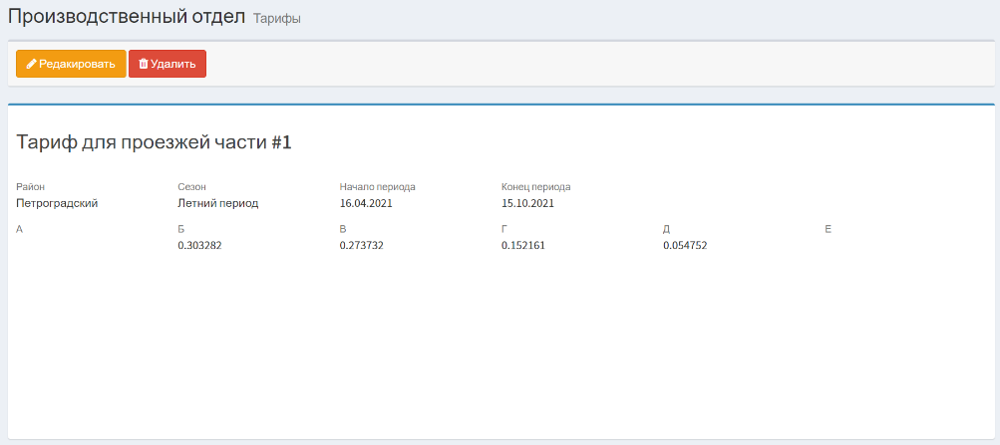 Производственный отдел Тарифы
Редакировать Удалить
Тариф для проезжей части #1
Район Сезон Начало периода Конец периода
Петроградский Летний период 16.04.2021 15.10.2021
А Б В Г Д Е
0.303282 0.273732 0.152161 0.054752